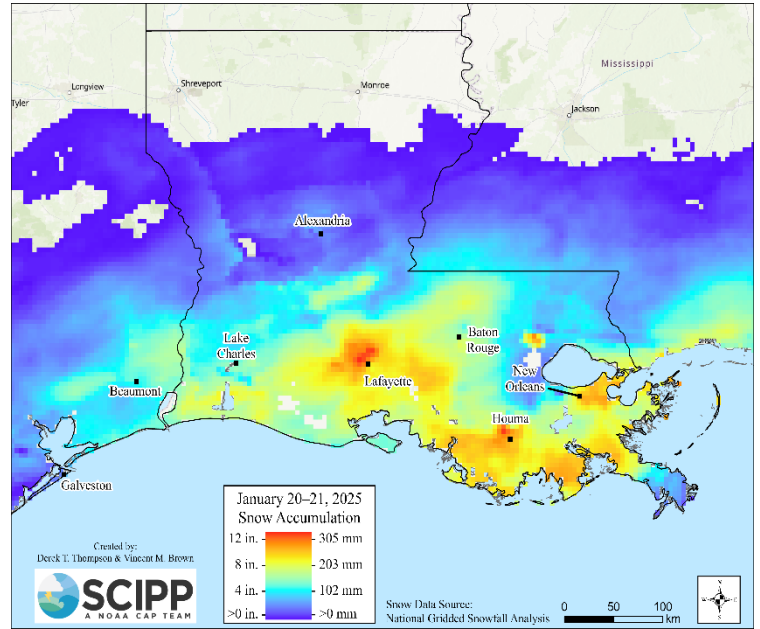 Mississippi
Longview
Shreveport
Monroe
Tyler
Jackson
Alexandria
Baton
Rouge
Lake
Charles
New
Orleans
Beaumont
Lafayette
Houma
Galveston
January 20–21, 2025
Snow Accumulation
12 in. 305 mm
8 in. 203 mm
4 in. 102 mm
>0 in. >0 mm
Created by:
Derek T. Thompson & Vincent M. Brown
SCIPP
A NOAA CAP TEAM
Snow Data Source:
National Gridded Snowfall Analysis
0 50 100
km
N
W E
S